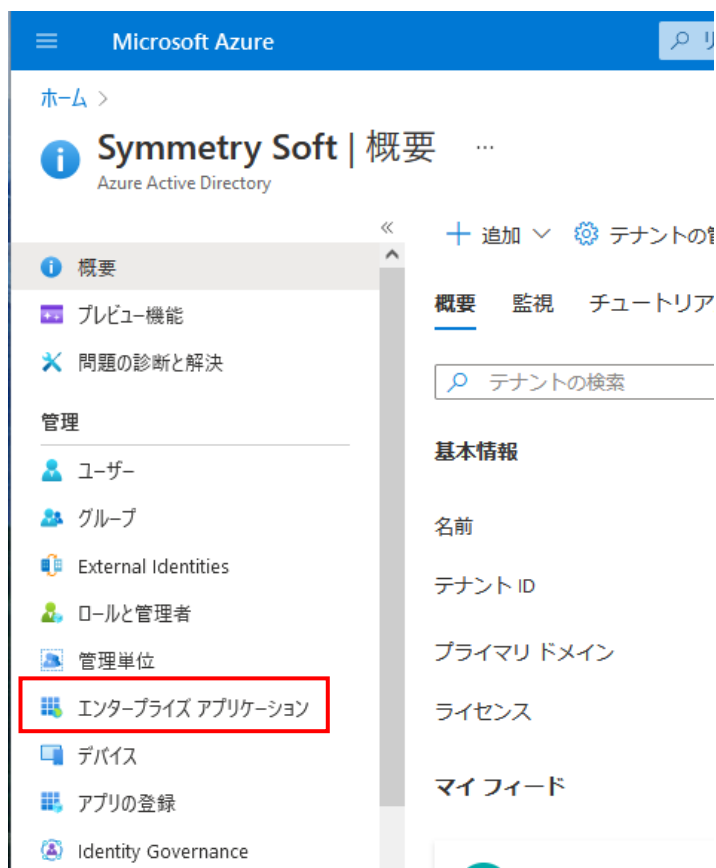 Microsoft Azure
リ
ホーム >
Symmetry Soft | 概要 ...
Azure Active Directory
«
概要
プレビュー機能
問題の診断と解決
管理
ユーザー
グループ
External Identities
ロールと管理者
管理単位
エンタープライズ アプリケーション
デバイス
アプリの登録
Identity Governance
+ 追加 テナントの管
概要 監視 チュートリア
テナントの検索
基本情報
名前
テナント ID
プライマリ ドメイン
ライセンス
マイ フィード